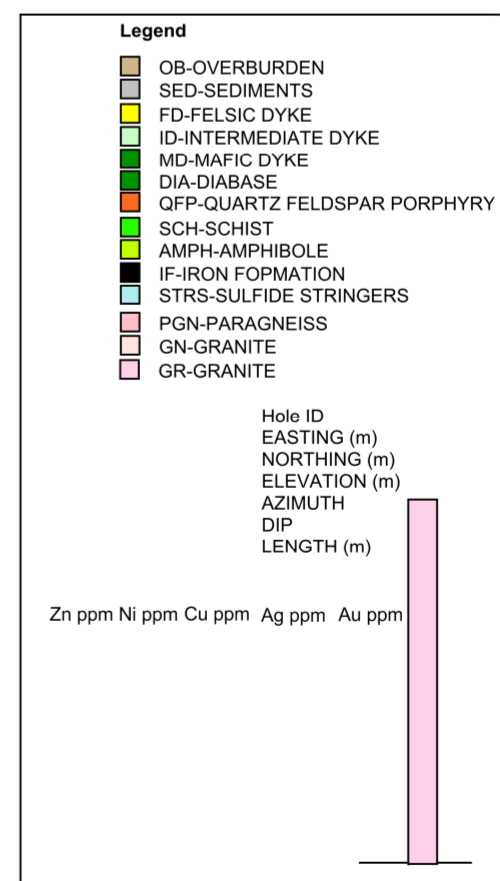 Legend
OB-OVERBURDEN
SED-SEDIMENTS
FD-FELSIC DYKE
ID-INTERMEDIATE DYKE
MD-MAFIC DYKE
DIA-DIABASE
QFP-QUARTZ FELDSPAR PORPHYRY
SCH-SCHIST
AMPH-AMPHIBOLE
IF-IRON FOPMATION
STRS-SULFIDE STRINGERS
PGN-PARAGNEISS
GN-GRANITE
GR-GRANITE
Hole ID
EASTING (m)
NORTHING (m)
ELEVATION (m)
AZIMUTH
DIP
LENGTH (m)
Zn ppm Ni ppm Cu ppm Ag ppm Au ppm